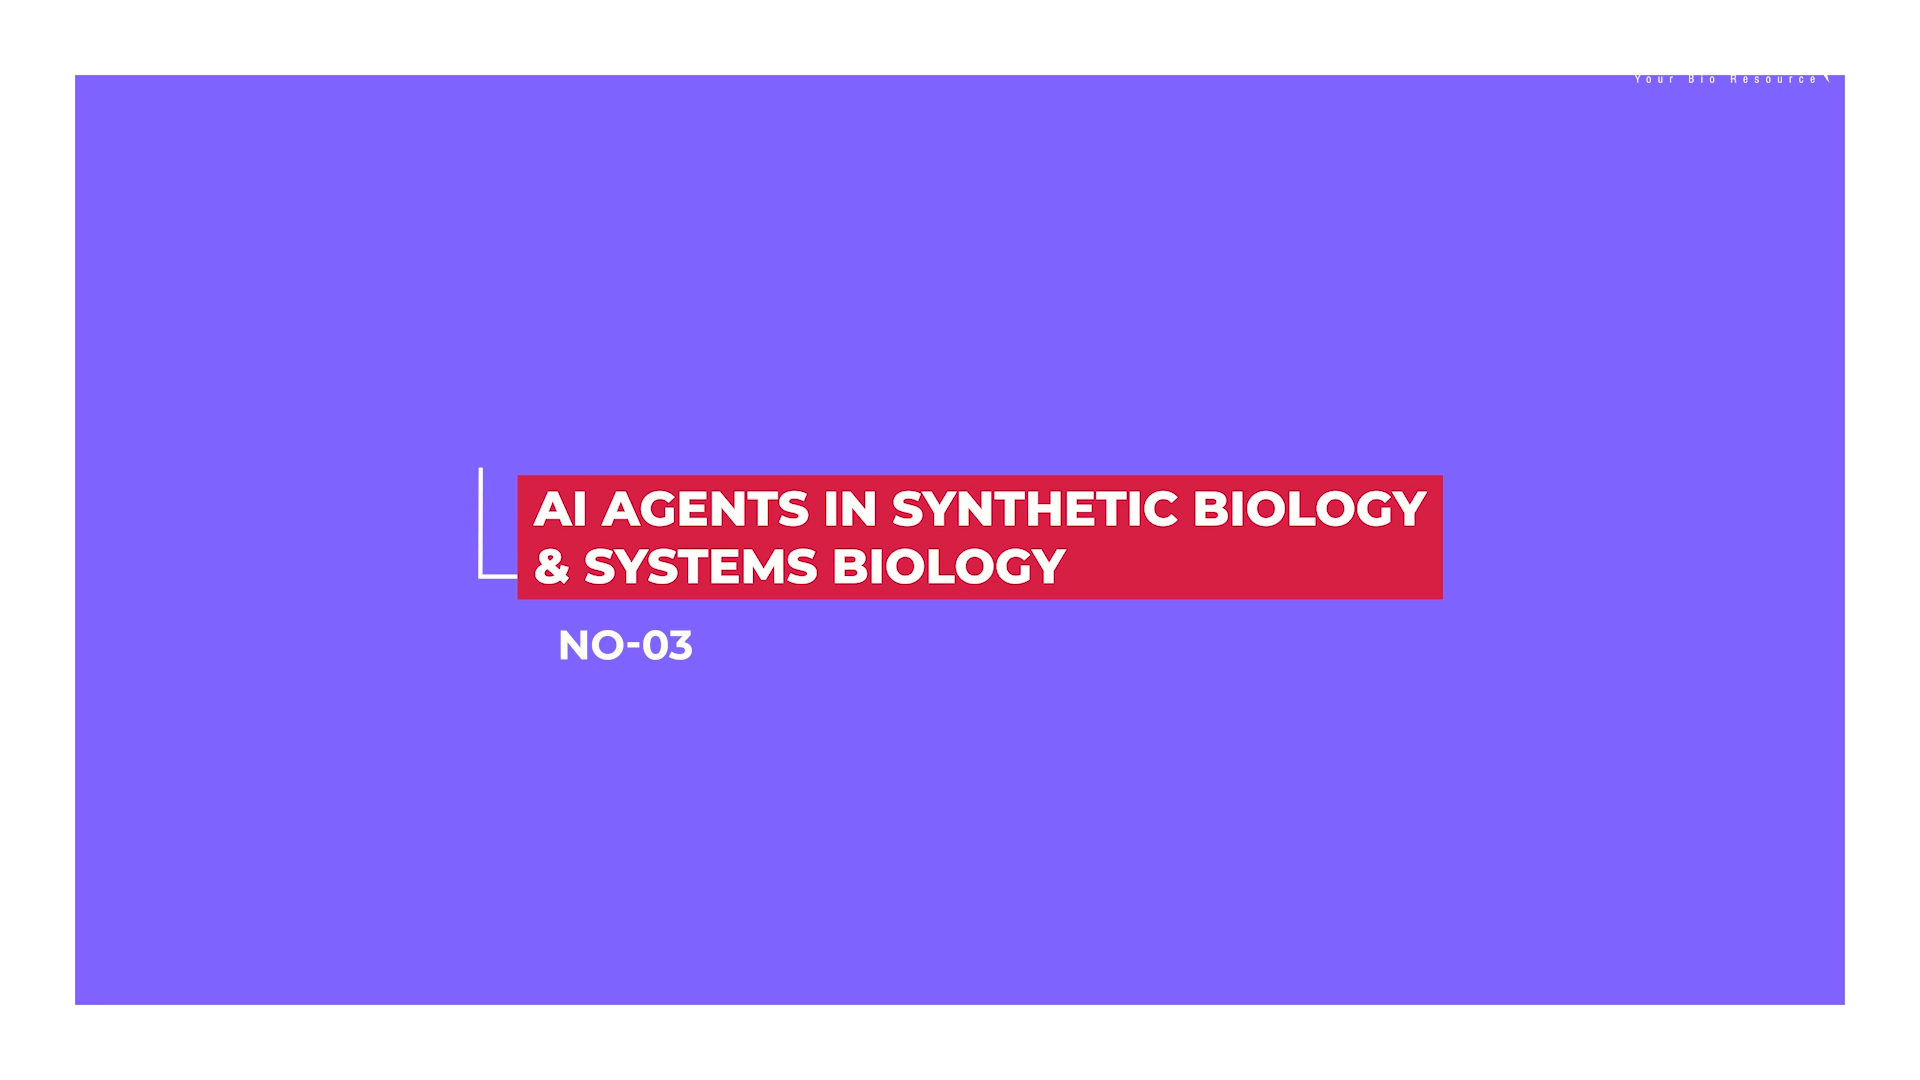 Your Bio Resource
AI AGENTS IN SYNTHETIC BIOLOGY
& SYSTEMS BIOLOGY
NO-03